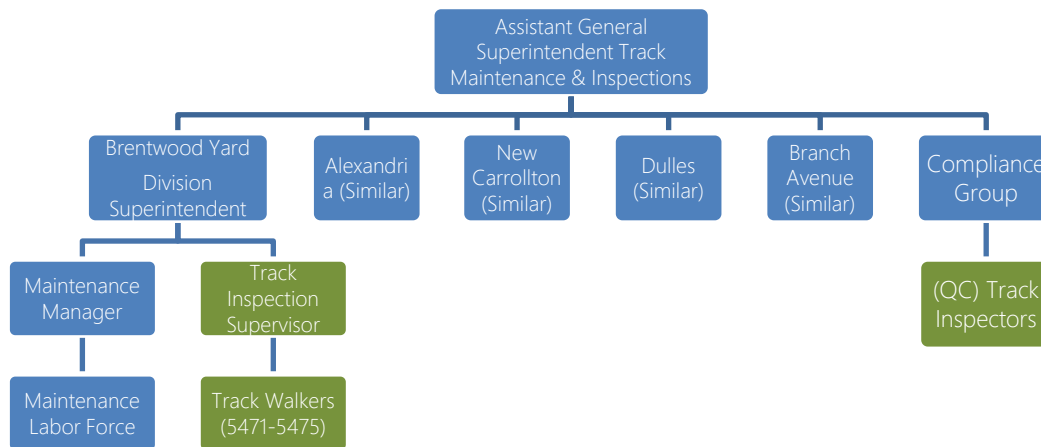 Assistant General
Superintendent Track
Maintenance & Inspections
Brentwood Yard
Division
Superintendent
Alexandri
a (Similar)
New
Carrollton
(Similar)
Dulles
(Similar)
Branch
Avenue
(Similar)
Compliance
Group
Maintenance
Manager
Track
Inspection
Supervisor
(QC) Track
Inspectors
Maintenance
Labor Force
Track Walkers
(5471-5475)